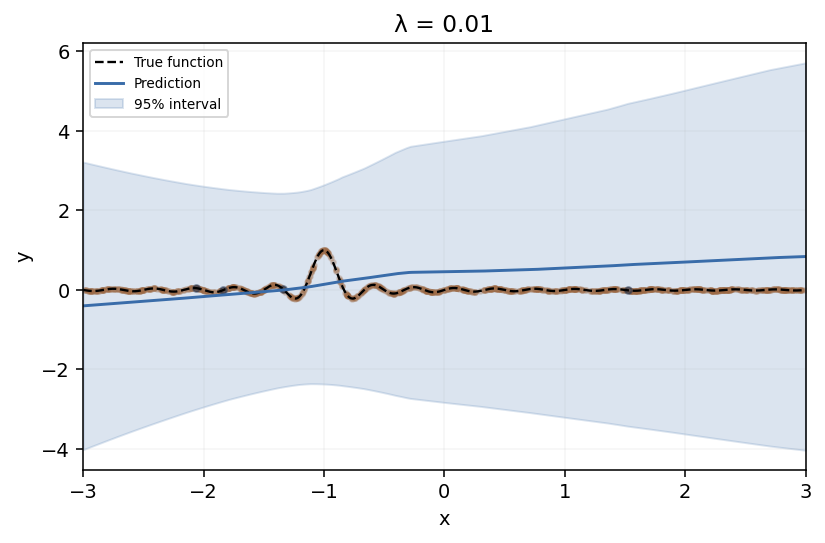 λ = 0.01
6
4
2
0
−2
−4
y
True function
Prediction
95% interval
−3
−2
−1
0
1
2
3
x